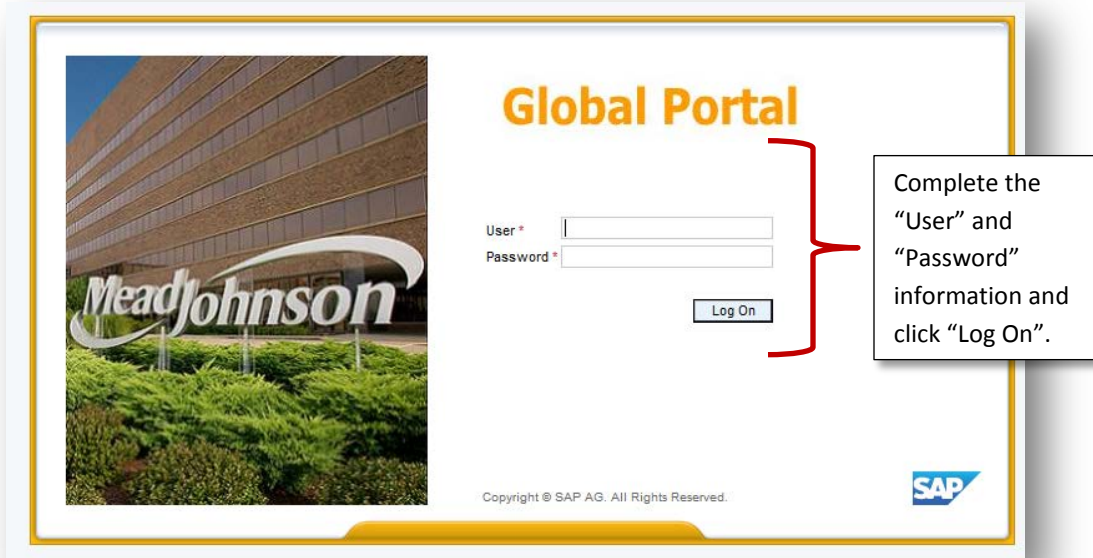 Global Portal
MeadJohnson
User *
Password *
Log On
Complete the
“User” and
“Password”
information and
click “Log On”.
Copyright © SAP AG. All Rights Reserved.
SAP